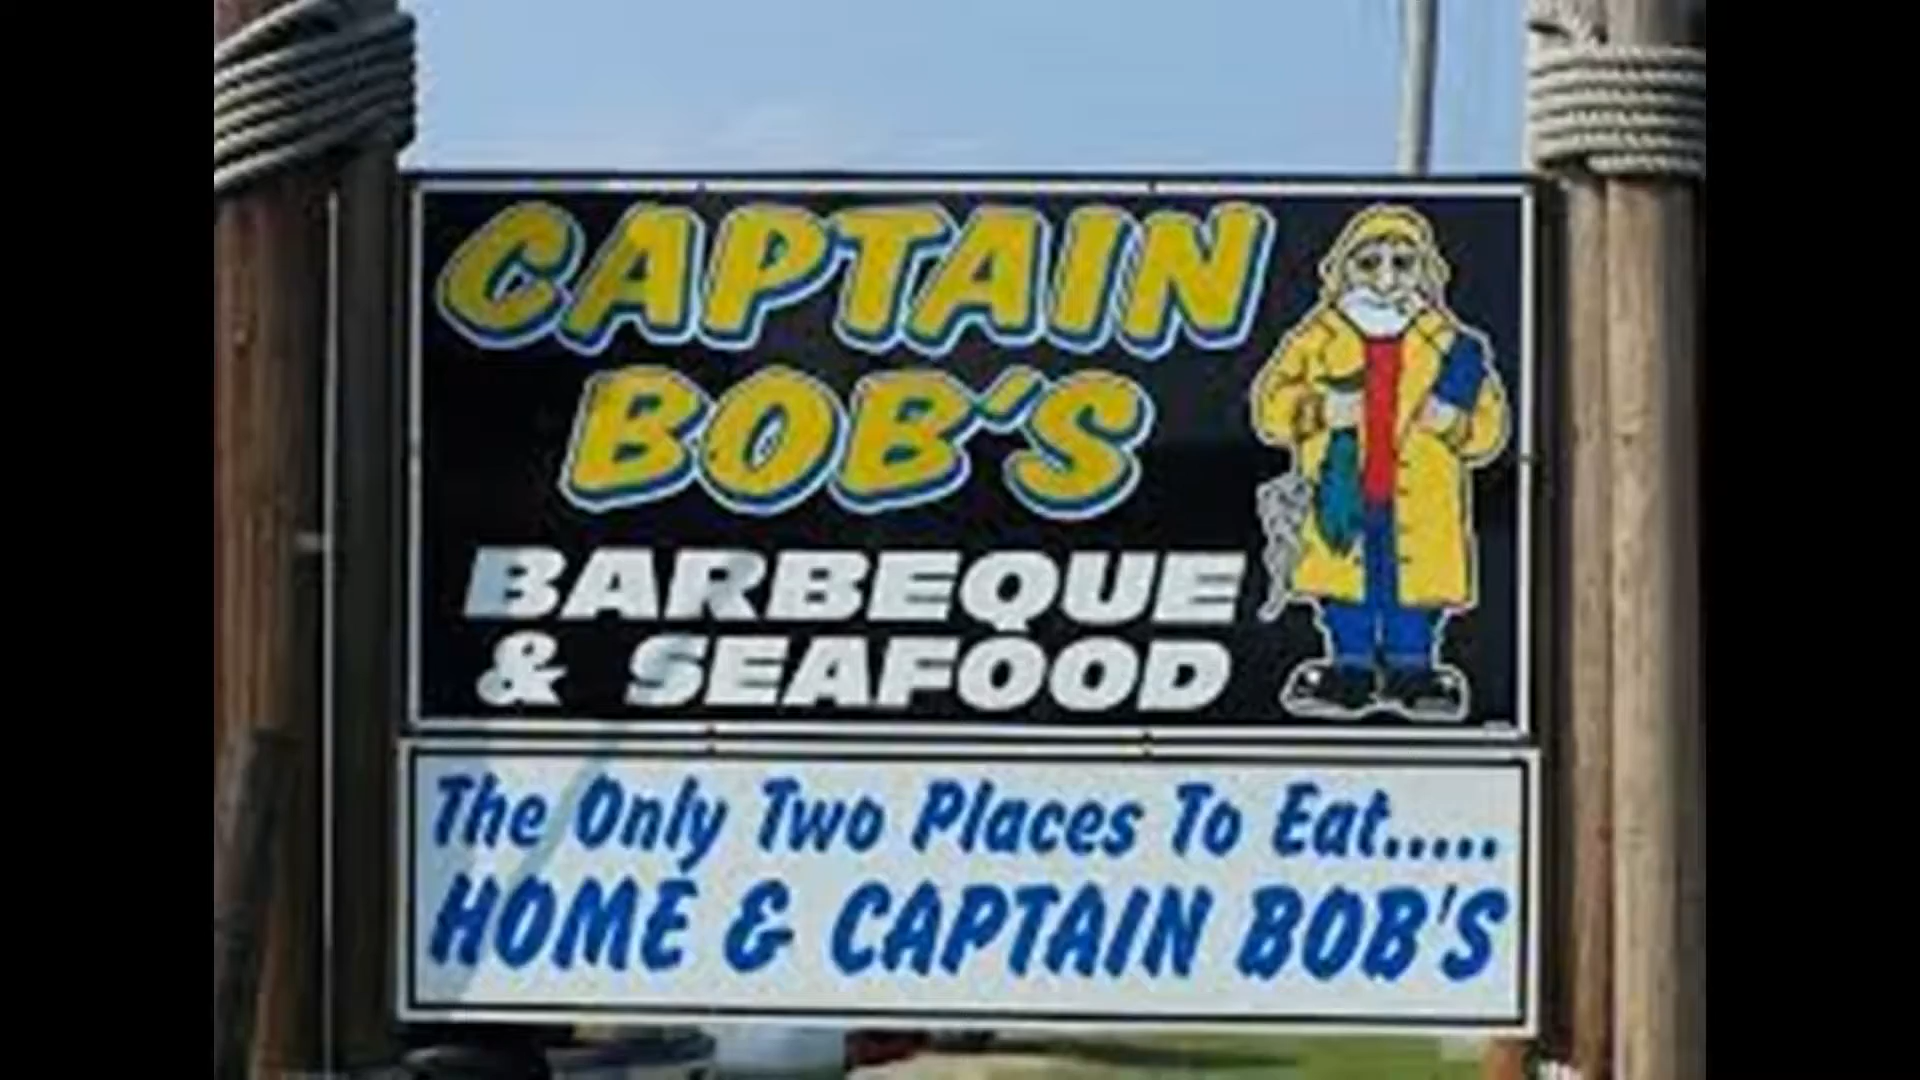 CAPTAIN
BOB'S
BARBEQUE
& SEAFOOD
The Only Two Places To Eat.....
HOME & CAPTAIN BOB'S